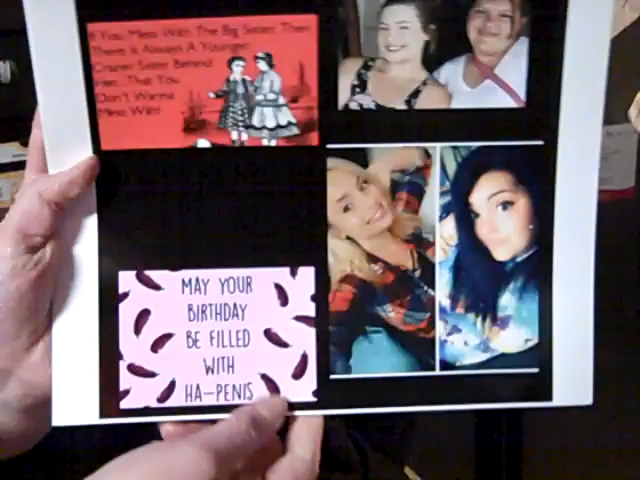 If You Mess With The Big Sister, Then
There Is Always A Younger,
Crazier Sister Behind
Her, That You
Don't Wanna
Mess With!
MAY YOUR
BIRTHDAY
BE FILLED
WITH
HA-PENIS